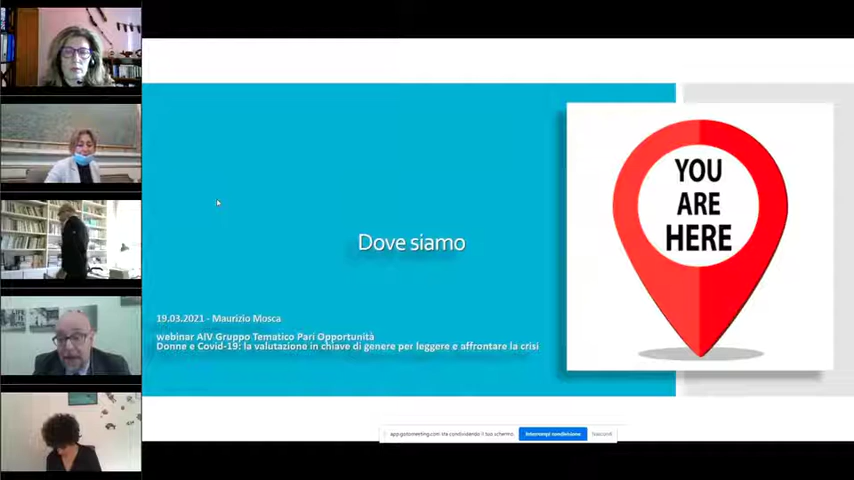 Dove siamo
19.03.2021 - Maurizio Mosca
webinar AIV Gruppo Tematico Pari Opportunità
Donne e Covid-19: la valutazione in chiave di genere per leggere e affrontare la crisi
YOU
ARE
HERE
app.gotomeeting.com sta condividendo il tuo schermo.
Interrompi condivisione
Nascondi